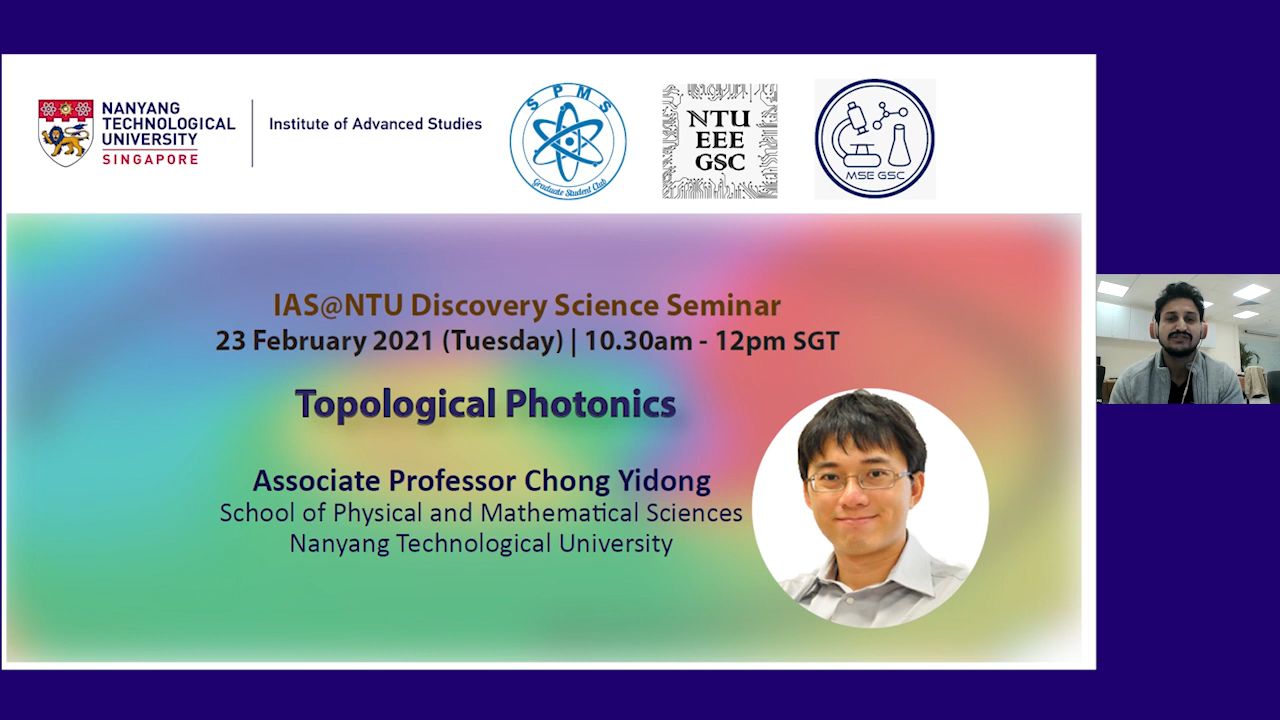 NANYANG
TECHNOLOGICAL
UNIVERSITY
SINGAPORE
Institute of Advanced Studies
SPMS
Graduate Student Club
NTU
EEE
GSC
MSE GSC
IAS@NTU Discovery Science Seminar
23 February 2021 (Tuesday) | 10.30am - 12pm SGT
Topological Photonics
Associate Professor Chong Yidong
School of Physical and Mathematical Sciences
Nanyang Technological University